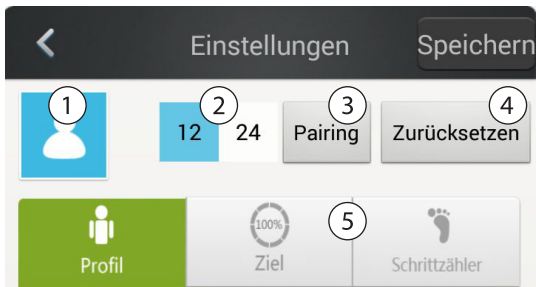 Einstellungen Speichern
1 2 3 4
12 24 Pairing Zurücksetzen
100% 5
Profil Ziel Schrittzähler